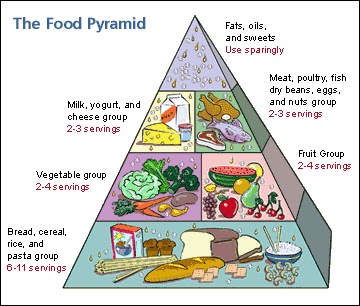 The Food Pyramid
Fats, oils,
and sweets
Use sparingly
Milk, yogurt, and
cheese group
2-3 servings
Meat, poultry, fish
dry beans, eggs,
and nuts group
2-3 servings
Vegetable group
2-4 servings
Fruit Group
2-4 servings
Bread, cereal,
rice, and
pasta group
6-11 servings